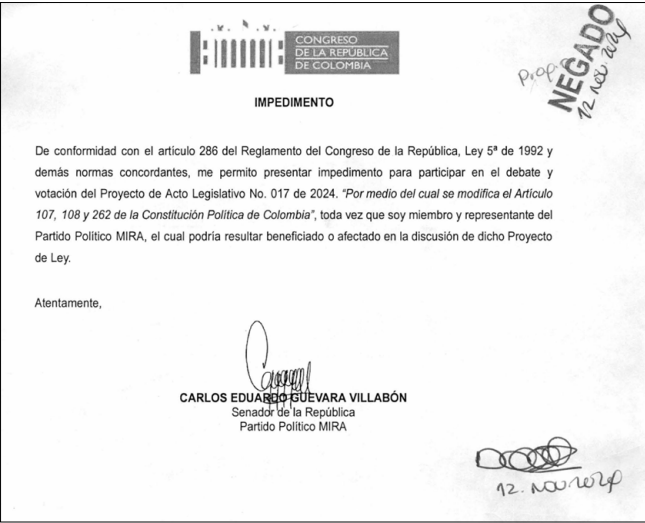 CONGRESO
DE LA REPÚBLICA
DE COLOMBIA
NEGADO
12 nov 2024
IMPEDIMENTO
De conformidad con el artículo 286 del Reglamento del Congreso de la República, Ley 5ª de 1992 y
demás normas concordantes, me permito presentar impedimento para participar en el debate y
votación del Proyecto de Acto Legislativo No. 017 de 2024. “Por medio del cual se modifica el Artículo
107, 108 y 262 de la Constitución Política de Colombia”, toda vez que soy miembro y representante del
Partido Político MIRA, el cual podría resultar beneficiado o afectado en la discusión de dicho Proyecto
de Ley.
Atentamente,
CARLOS EDUARDO GUEVARA VILLABÓN
Senador de la República
Partido Político MIRA
12. NOV. 2024